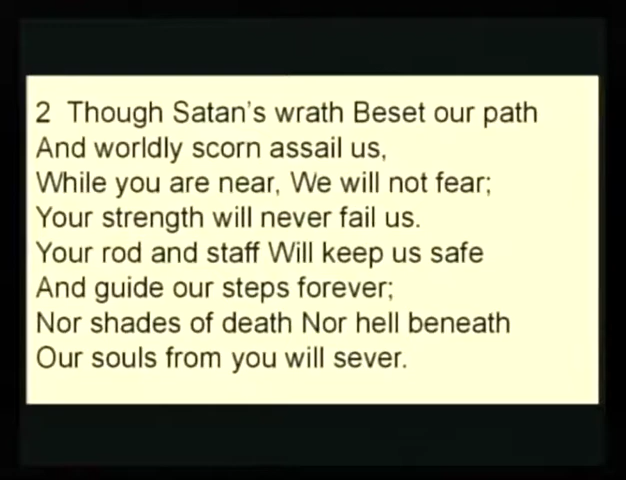 2 Though Satan's wrath Beset our path
And worldly scorn assail us,
While you are near, We will not fear;
Your strength will never fail us.
Your rod and staff Will keep us safe
And guide our steps forever;
Nor shades of death Nor hell beneath
Our souls from you will sever.